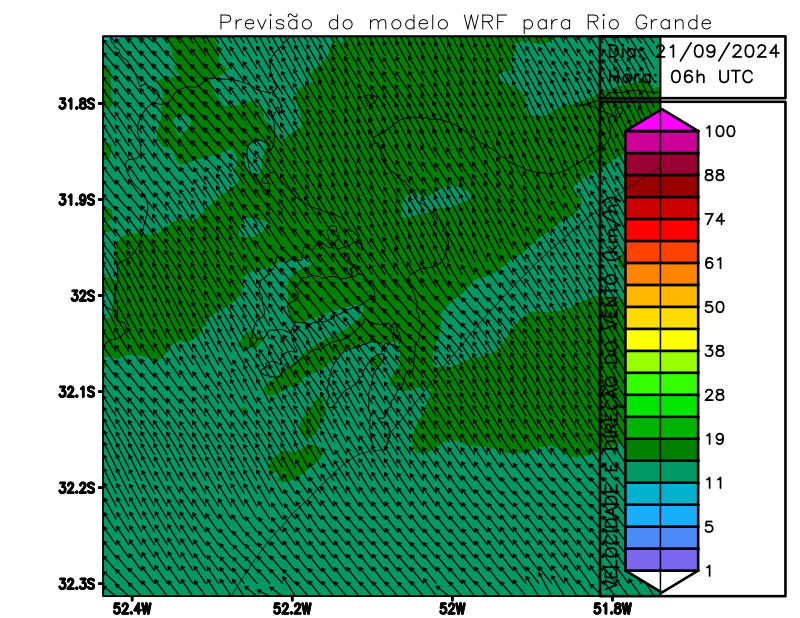 Previsão do modelo WRF para Rio Grande
Dia: 21/09/2024
Hora: 06h UTC
31.8S
31.9S
32S
32.1S
32.2S
32.3S
52.4W
52.2W
52W
51.8W
VELOCIDADE E DIREÇÃO DO VENTO (km/h)
100
88
74
61
50
38
28
19
11
5
1